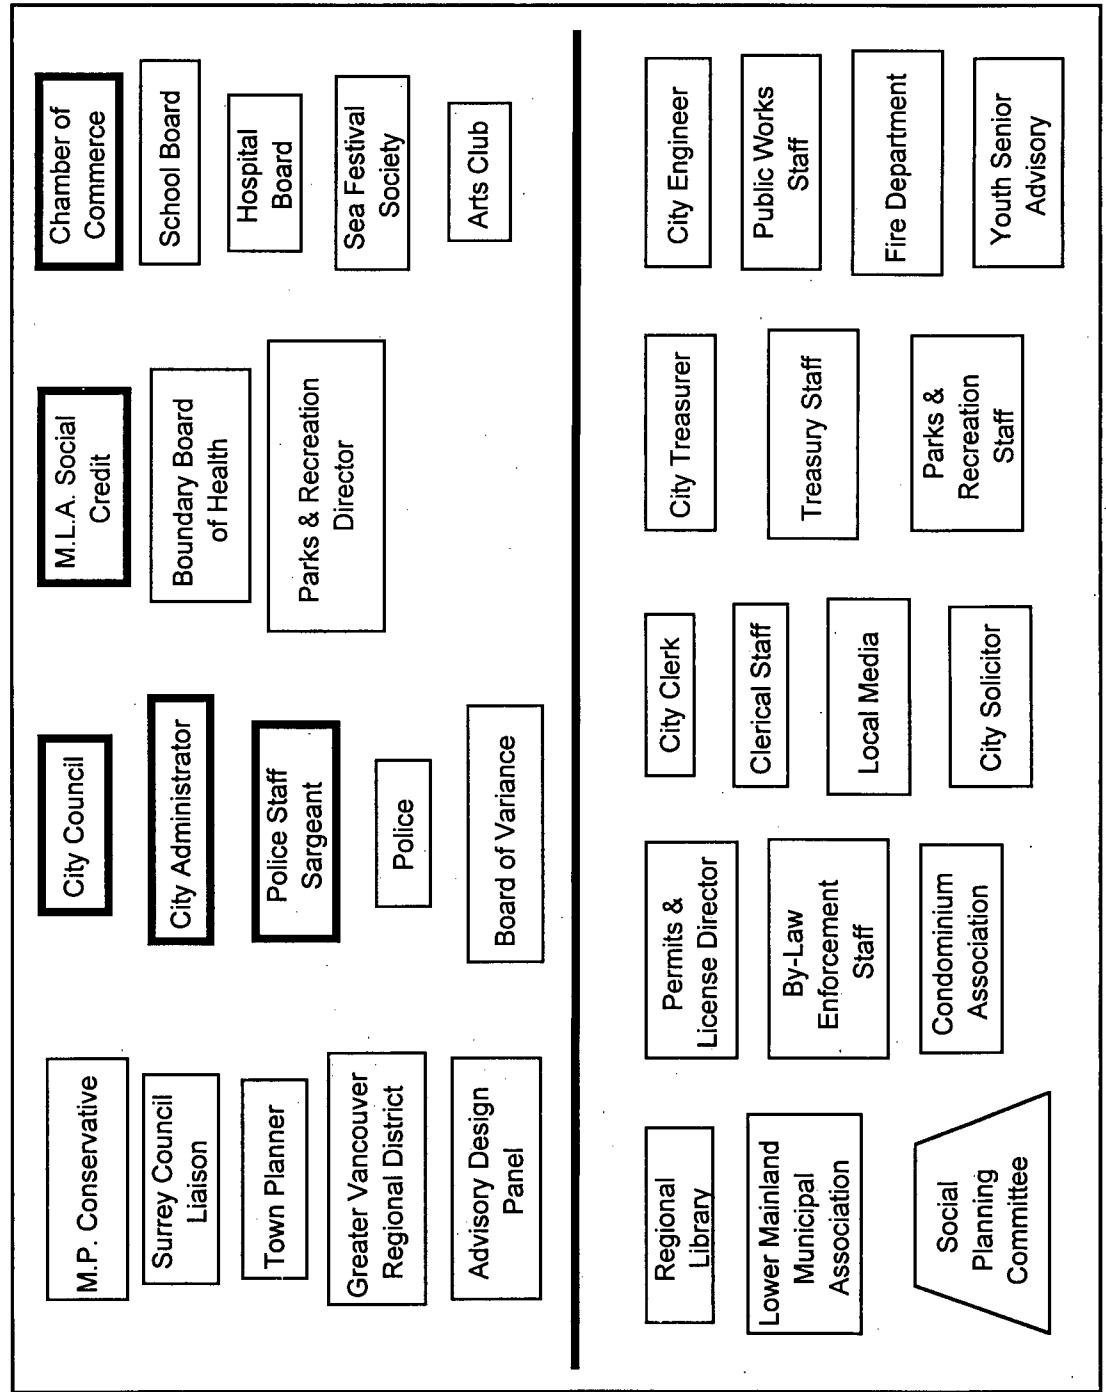 M.P. Conservative
Surrey Council
Liaison
Town Planner
Greater Vancouver
Regional District
Advisory Design
Panel
City Council
City Administrator
Police Staff
Sargeant
Police
Board of Variance
M.L.A. Social
Credit
Boundary Board
of Health
Parks & Recreation
Director
Chamber of
Commerce
School Board
Hospital
Board
Sea Festival
Society
Arts Club
Regional
Library
Lower Mainland
Municipal
Association
Social
Planning
Committee
Permits &
License Director
By-Law
Enforcement
Staff
Condominium
Association
City Clerk
Clerical Staff
Local Media
City Solicitor
City Treasurer
Treasury Staff
Parks &
Recreation
Staff
City Engineer
Public Works
Staff
Fire Department
Youth Senior
Advisory